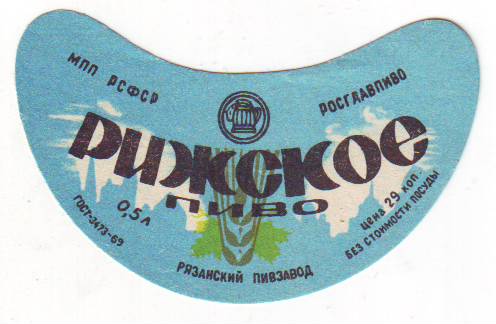 МПП РСФСР
РОСГЛАВПИВО
РИЖСКОЕ
ПИВО
0,5 л
ГОСТ-3473-69
цена 29 коп.
БЕЗ СТОИМОСТИ ПОСУДЫ
РЯЗАНСКИЙ ПИВЗАВОД